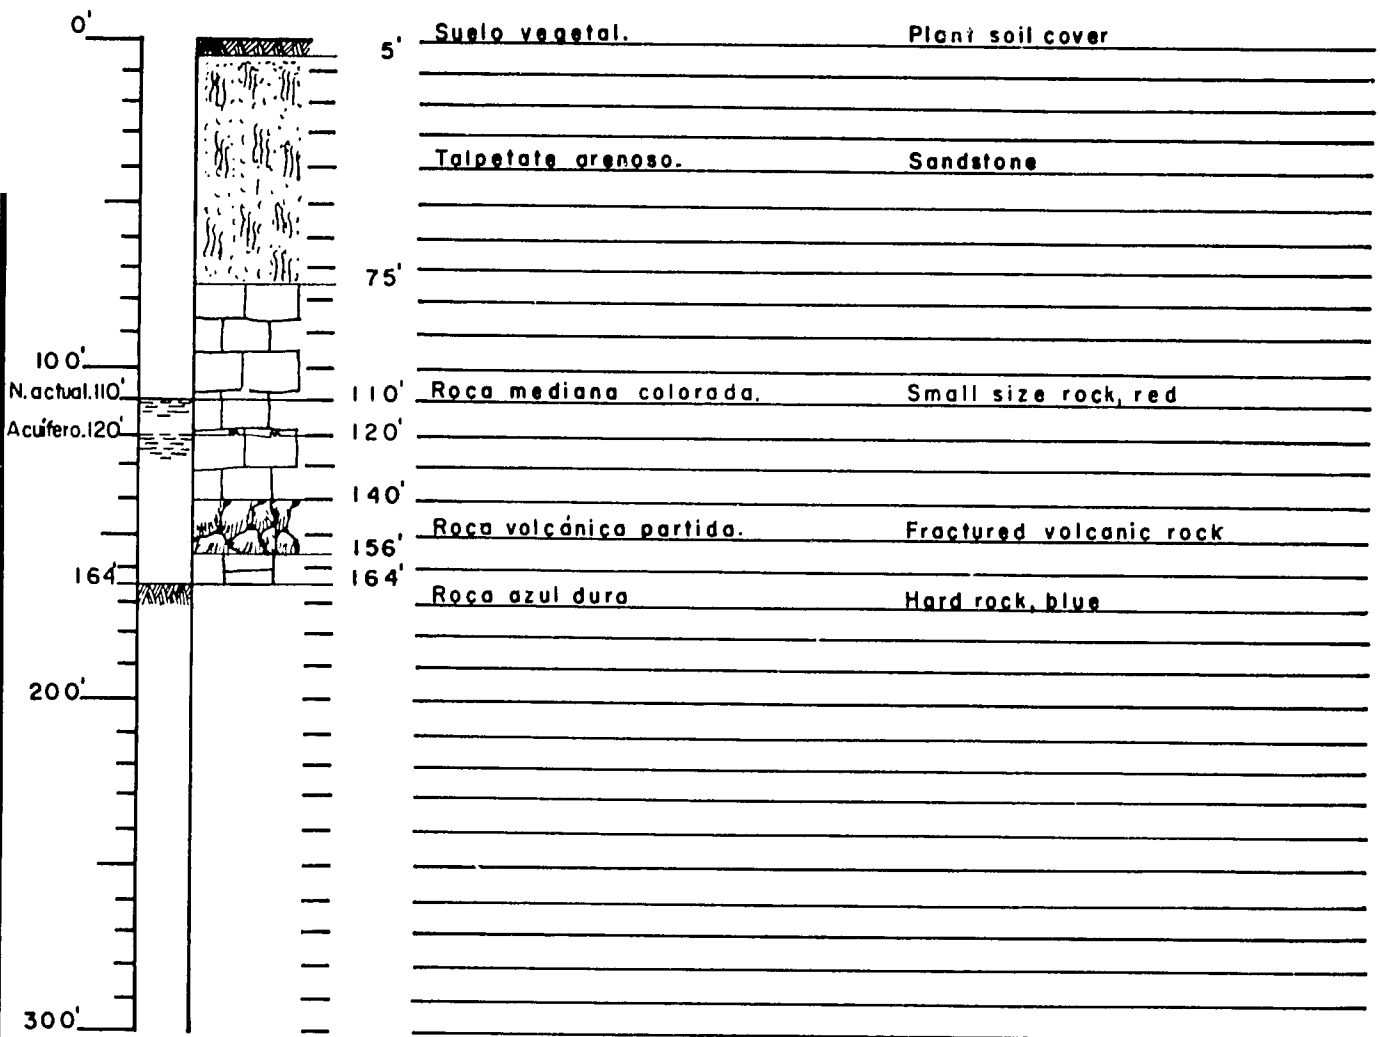 0'
Suelo vegetal. Plant soil cover
5'
Talpetate arenoso. Sandstone
75'
100'
N. actual.110' 110' Roca mediana colorada. Small size rock, red
Acuífero.120' 120'
140'
Roca volcánica partida. Fractured volcanic rock
156'
164' 164'
Roca azul dura Hard rock, blue
200'
300'